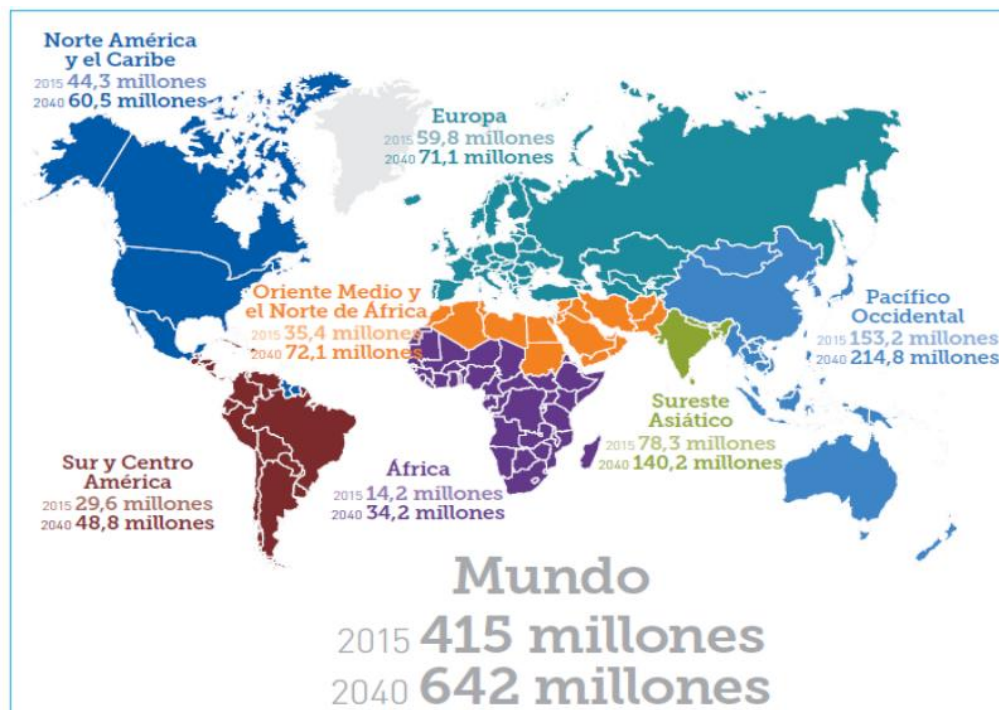 Norte América
y el Caribe
2015 44,3 millones
2040 60,5 millones
Europa
2015 59,8 millones
2040 71,1 millones
Oriente Medio y
el Norte de África
2015 35,4 millones
2040 72,1 millones
Pacífico
Occidental
2015 153,2 millones
2040 214,8 millones
Sureste
Asiático
2015 78,3 millones
2040 140,2 millones
Sur y Centro
América
2015 29,6 millones
2040 48,8 millones
África
2015 14,2 millones
2040 34,2 millones
Mundo
2015 415 millones
2040 642 millones